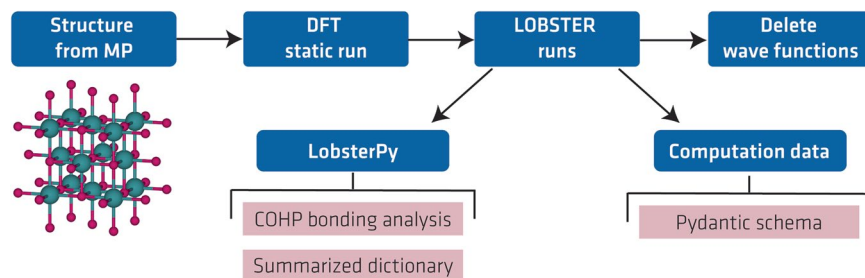 Structure
from MP
DFT
static run
LOBSTER
runs
Delete
wave functions
LobsterPy
Computation data
COHP bonding analysis
Pydantic schema
Summarized dictionary